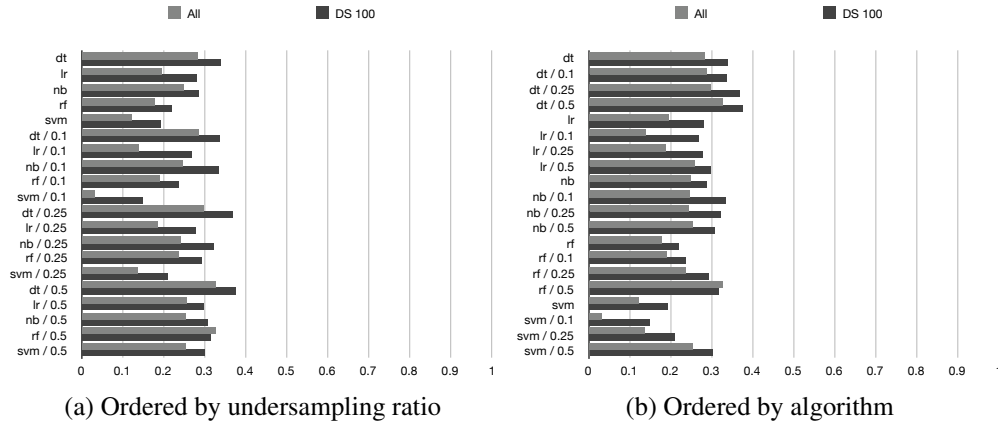 All DS 100
dt
lr
nb
rf
svm
dt / 0.1
lr / 0.1
nb / 0.1
rf / 0.1
svm / 0.1
dt / 0.25
lr / 0.25
nb / 0.25
rf / 0.25
svm / 0.25
dt / 0.5
lr / 0.5
nb / 0.5
rf / 0.5
svm / 0.5
0 0.1 0.2 0.3 0.4 0.5 0.6 0.7 0.8 0.9 1
(a) Ordered by undersampling ratio
All DS 100
dt
dt / 0.1
dt / 0.25
dt / 0.5
lr
lr / 0.1
lr / 0.25
lr / 0.5
nb
nb / 0.1
nb / 0.25
nb / 0.5
rf
rf / 0.1
rf / 0.25
rf / 0.5
svm
svm / 0.1
svm / 0.25
svm / 0.5
0 0.1 0.2 0.3 0.4 0.5 0.6 0.7 0.8 0.9
(b) Ordered by algorithm